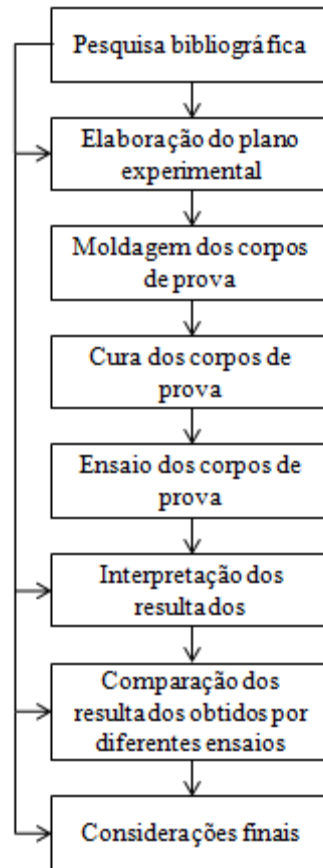 Pesquisa bibliográfica
Elaboração do plano
experimental
Moldagem dos corpos
de prova
Cura dos corpos de
prova
Ensaio dos corpos de
prova
Interpretação dos
resultados
Comparação dos
resultados obtidos por
diferentes ensaios
Considerações finais